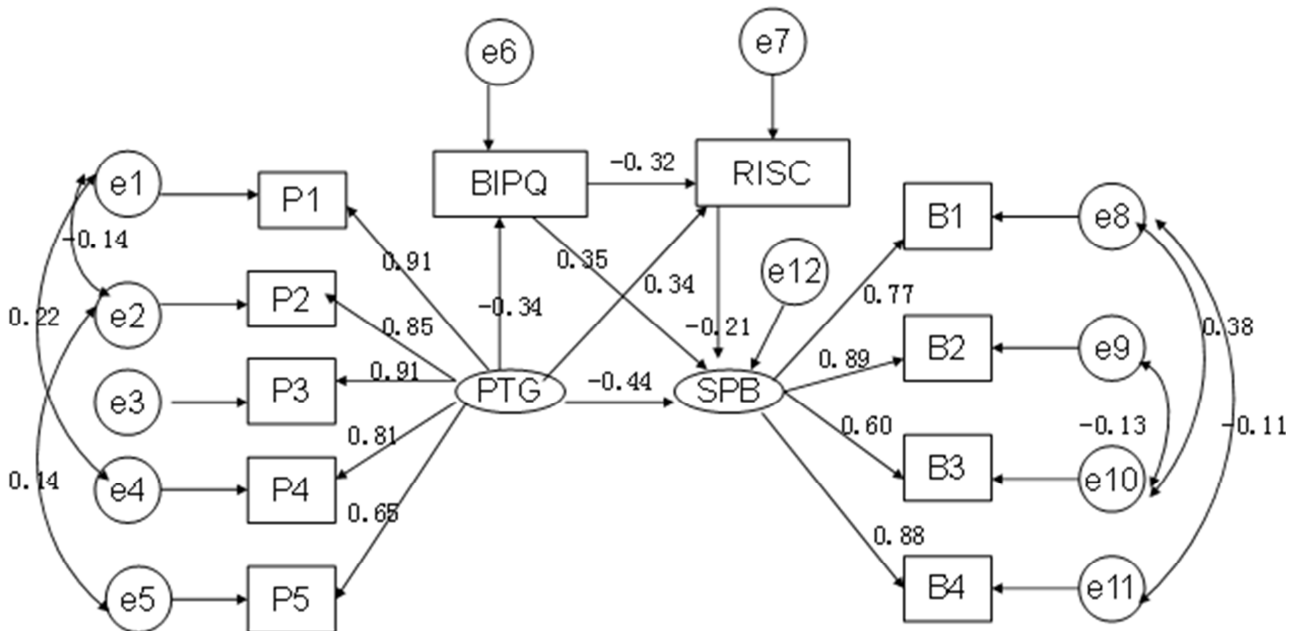 e6
e7
e1
P1
BIPQ
-0.32
RISC
B1
e8
-0.14
0.91
0.35
0.34
e12
0.77
e2
P2
-0.34
0.22
0.85
-0.21
0.38
B2
e9
0.89
e3
P3
0.91
PTG
-0.44
SPB
0.81
0.60
-0.13
-0.11
0.14
e4
P4
B3
e10
0.65
0.88
e5
P5
B4
e11